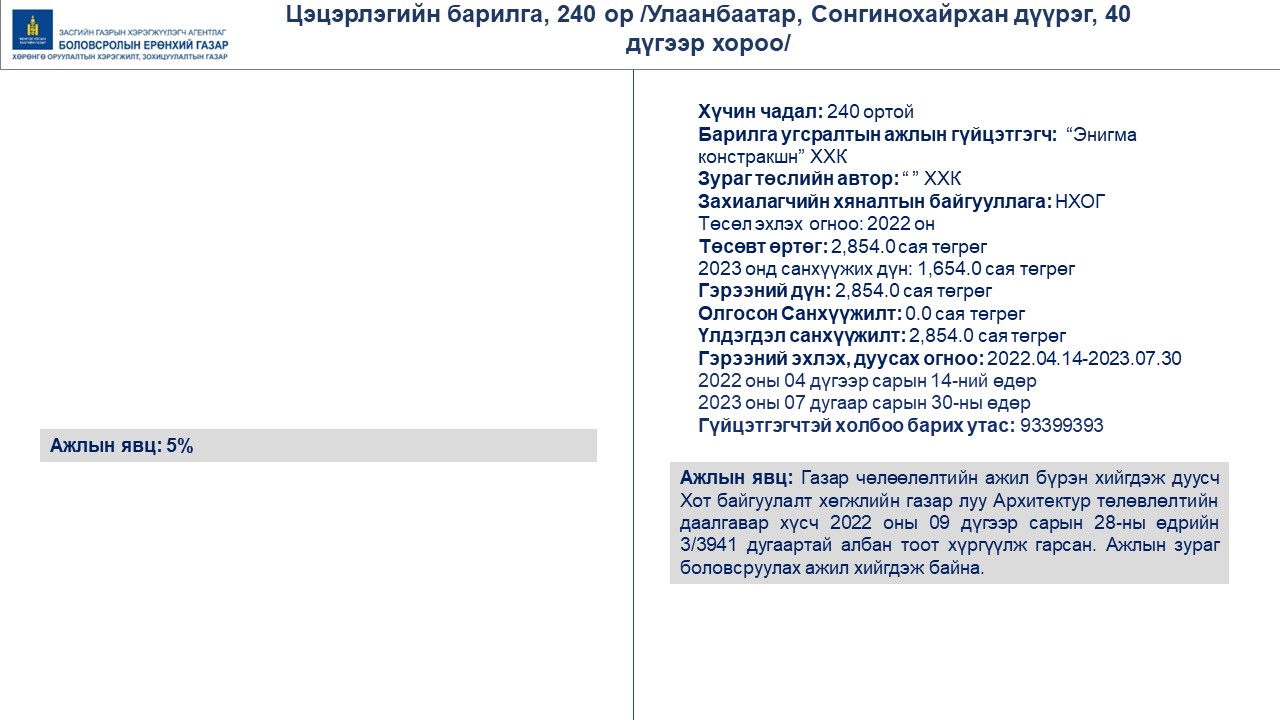 Цэцэрлэгийн барилга, 240 ор /Улаанбаатар, Сонгинохайрхан дүүрэг, 40
дүгээр хороо/
ЗАСГИЙН ГАЗРЫН ХЭРЭГЖҮҮЛЭГЧ АГЕНТЛАГ
БОЛОВСРОЛЫН ЕРӨНХИЙ ГАЗАР
ХӨРӨНГӨ ОРУУЛАЛТЫН ХЭРЭГЖИЛТ, ЗОХИЦУУЛАЛТЫН ГАЗАР
Ажлын явц: 5%
Хүчин чадал: 240 ортой
Барилга угсралтын ажлын гүйцэтгэгч: “Энигма
констракшн” ХХК
Зураг төслийн автор: “ ” ХХК
Захиалагчийн хяналтын байгууллага: НХОГ
Төсөл эхлэх огноо: 2022 он
Төсөвт өртөг: 2,854.0 сая төгрөг
2023 онд санхүүжих дүн: 1,654.0 сая төгрөг
Гэрээний дүн: 2,854.0 сая төгрөг
Олгосон Санхүүжилт: 0.0 сая төгрөг
Үлдэгдэл санхүүжилт: 2,854.0 сая төгрөг
Гэрээний эхлэх, дуусах огноо: 2022.04.14-2023.07.30
2022 оны 04 дүгээр сарын 14-ний өдөр
2023 оны 07 дугаар сарын 30-ны өдөр
Гүйцэтгэгчтэй холбоо барих утас: 93399393
Ажлын явц: Газар чөлөөлөлтийн ажил бүрэн хийгдэж дуусч
Хот байгуулалт хөгжлийн газар луу Архитектур төлөвлөлтийн
даалгавар хүсч 2022 оны 09 дүгээр сарын 28-ны өдрийн
3/3941 дугаартай албан тоот хүргүүлж гарсан. Ажлын зураг
боловсруулах ажил хийгдэж байна.